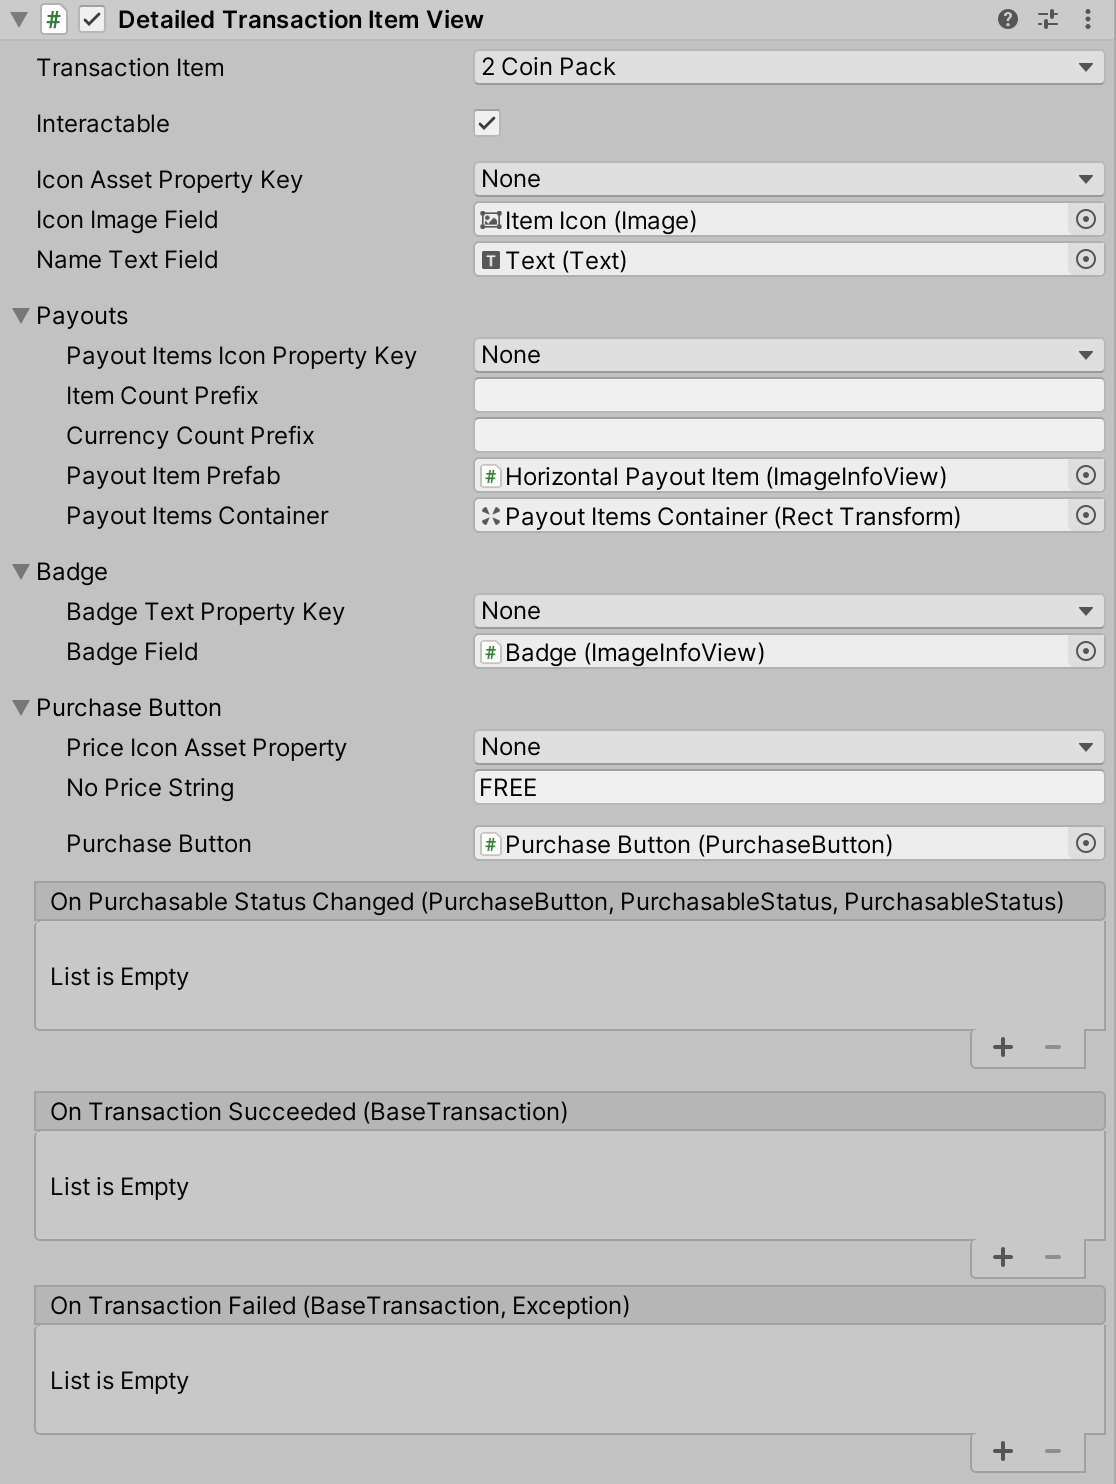 Detailed Transaction Item View
Transaction Item 2 Coin Pack
Interactable
Icon Asset Property Key None
Icon Image Field Item Icon (Image)
Name Text Field Text (Text)
Payouts
Payout Items Icon Property Key None
Item Count Prefix
Currency Count Prefix
Payout Item Prefab # Horizontal Payout Item (ImageInfoView)
Payout Items Container Payout Items Container (Rect Transform)
Badge
Badge Text Property Key None
Badge Field # Badge (ImageInfoView)
Purchase Button
Price Icon Asset Property None
No Price String FREE
Purchase Button # Purchase Button (PurchaseButton)
On Purchasable Status Changed (PurchaseButton, PurchasableStatus, PurchasableStatus)
List is Empty
+ −
On Transaction Succeeded (BaseTransaction)
List is Empty
+ −
On Transaction Failed (BaseTransaction, Exception)
List is Empty
+ −